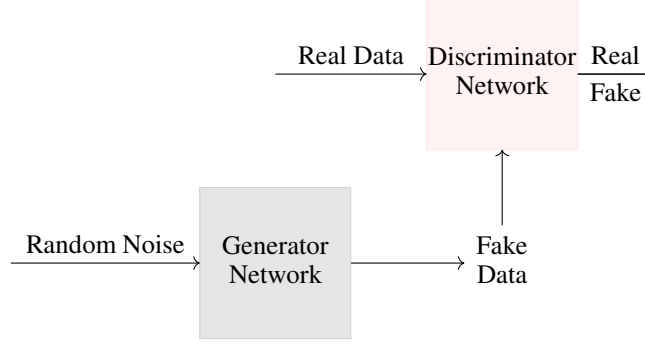 Real Data
Discriminator
Network
Real
Fake
Random Noise
Generator
Network
Fake
Data